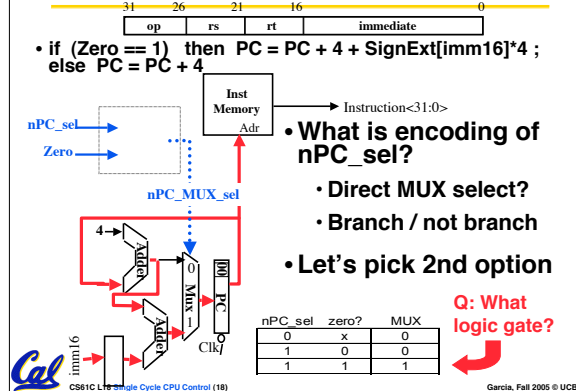 31 26 21 16 0
op rs rt immediate
• if (Zero == 1) then PC = PC + 4 + SignExt[imm16]*4 ;
else PC = PC + 4
Inst
Memory
Adr
Instruction<31:0>
nPC_sel
Zero
nPC_MUX_sel
• What is encoding of
nPC_sel?
• Direct MUX select?
• Branch / not branch
• Let's pick 2nd option
4
Adder
0
Mux
1
00
PC
Adder
imm16
Clk
nPC_sel zero? MUX
0 x 0
1 0 0
1 1 1
Q: What
logic gate?
Cal
CS61C L18 Single Cycle CPU Control (18)
Garcia, Fall 2005 © UCB